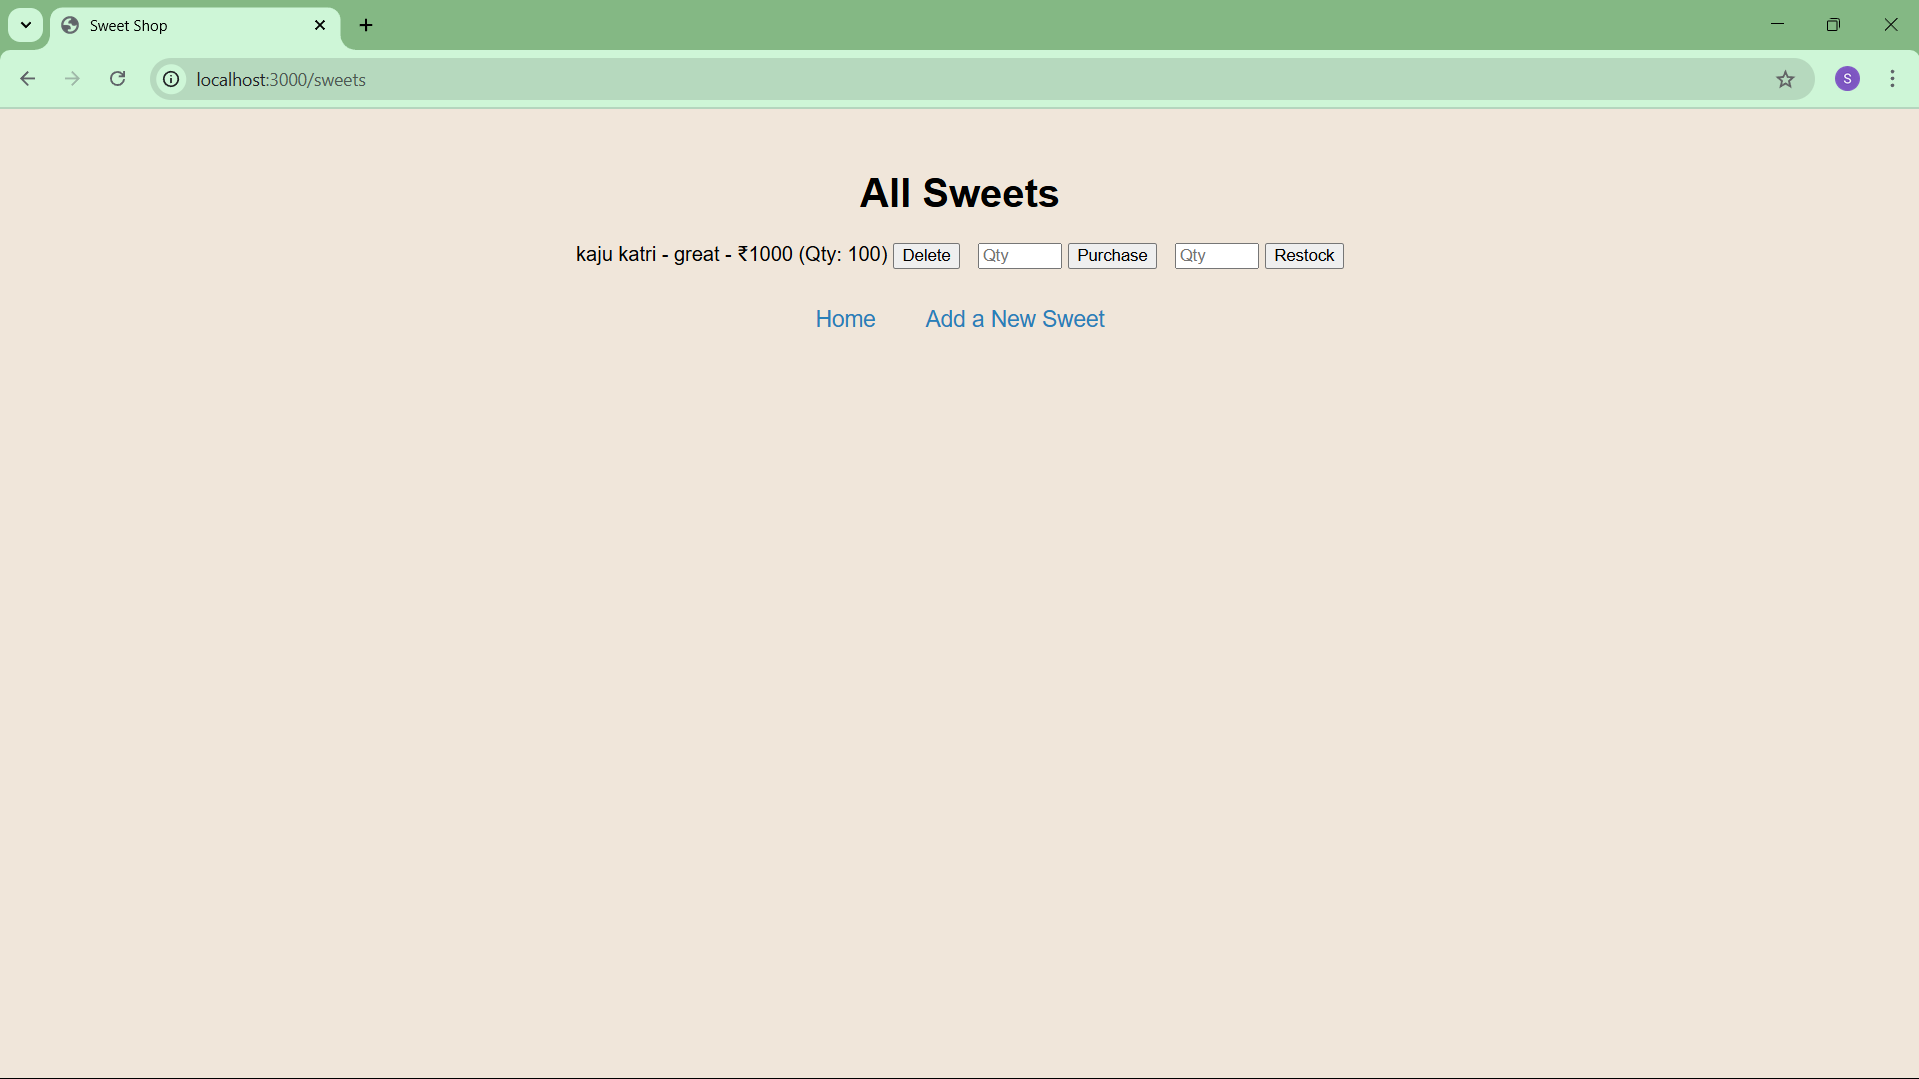 Sweet Shop
localhost:3000/sweets
S
All Sweets
kaju katri - great - ₹1000 (Qty: 100) Delete Qty Purchase Qty Restock
Home Add a New Sweet